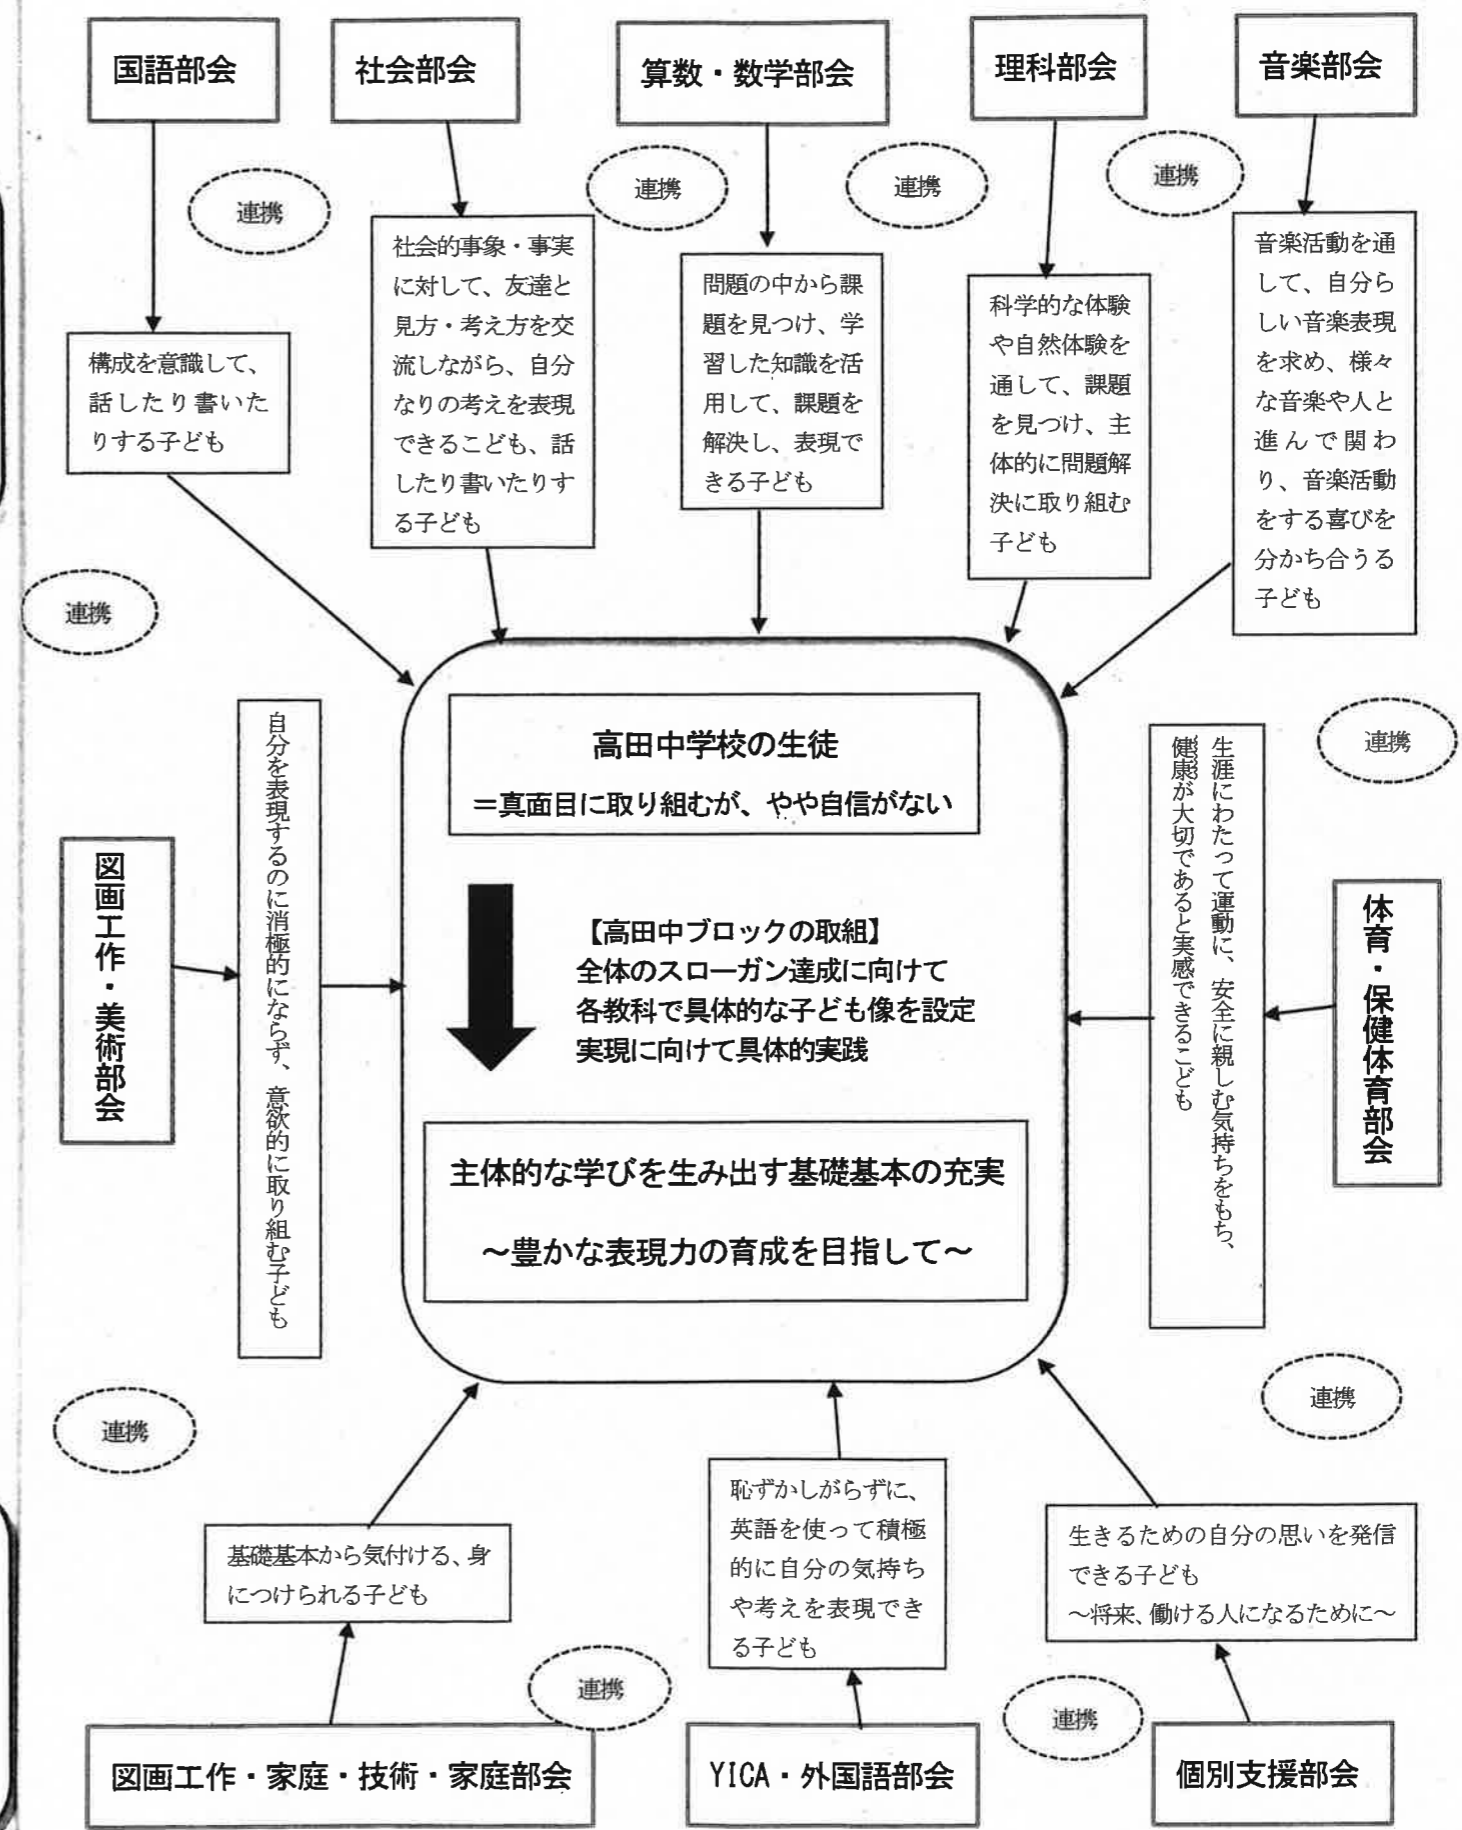 国語部会
社会部会
算数・数学部会
理科部会
音楽部会
連携
連携
連携
連携
構成を意識して、
話したり書いた
りする子ども
社会的事象・事実
に対して、友達と
見方・考え方を交
流しながら、自分
なりの考えを表現
できるこども、話
したり書いたりす
る子ども
問題の中から課
題を見つけ、学
習した知識を活
用して、課題を
解決し、表現で
きる子ども
科学的な体験
や自然体験を
通して、課題
を見つけ、主
体的に問題解
決に取り組む
子ども
音楽活動を通
して、自分ら
しい音楽表現
を求め、様々
な音楽や人と
進んで関わ
り、音楽活動
をする喜びを
分かち合うる
子ども
連携
連携
図画工作・美術部会
自分を表現するのに消極的にならず、意欲的に取り組む子ども
高田中学校の生徒
＝真面目に取り組むが、やや自信がない
【高田中ブロックの取組】
全体のスローガン達成に向けて
各教科で具体的な子ども像を設定
実現に向けて具体的実践
主体的な学びを生み出す基礎基本の充実
～豊かな表現力の育成を目指して～
生涯にわたって運動に、安全に親しむ気持ちをもち、
健康が大切であると実感できるこども
体育・保健体育部会
連携
連携
基礎基本から気付ける、身
につけられる子ども
恥ずかしがらずに、
英語を使って積極
的に自分の気持ち
や考えを表現でき
る子ども
生きるための自分の思いを発信
できる子ども
～将来、働ける人になるために～
連携
連携
図画工作・家庭・技術・家庭部会
YICA・外国語部会
個別支援部会